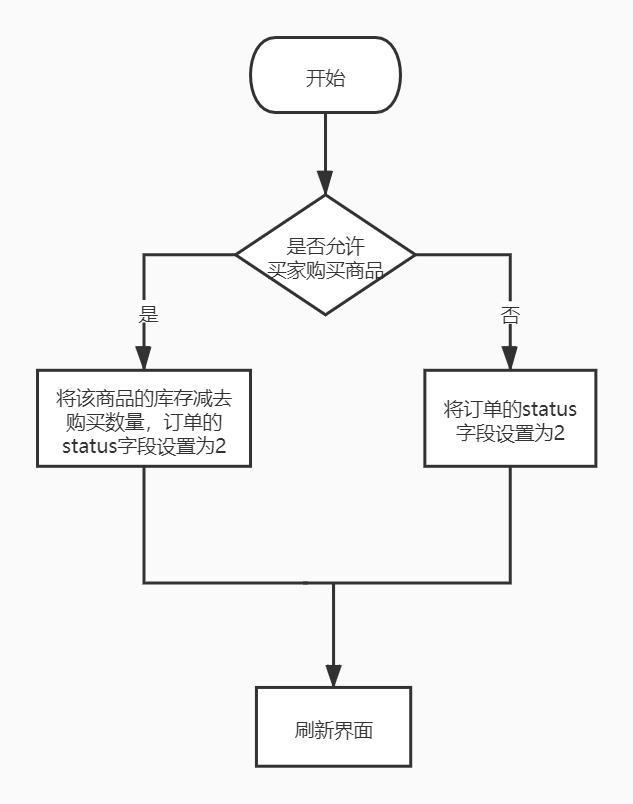 开始
是否允许
买家购买商品
是
否
将该商品的库存减去
购买数量，订单的
status字段设置为2
将订单的status
字段设置为2
刷新界面